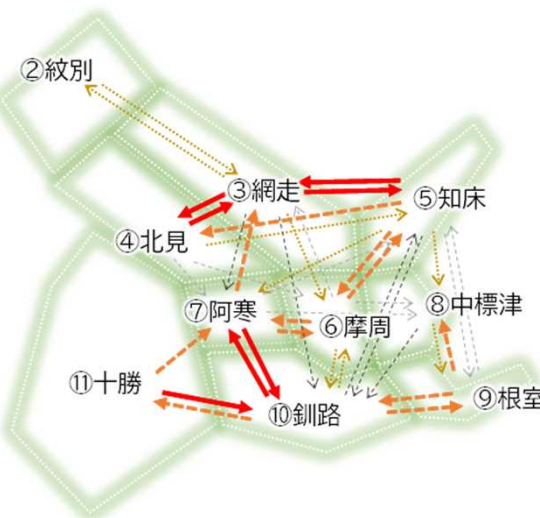 ②紋別
③網走
⑤知床
④北見
⑧中標津
⑦阿寒
⑥摩周
⑪十勝
⑨根室
⑩釧路